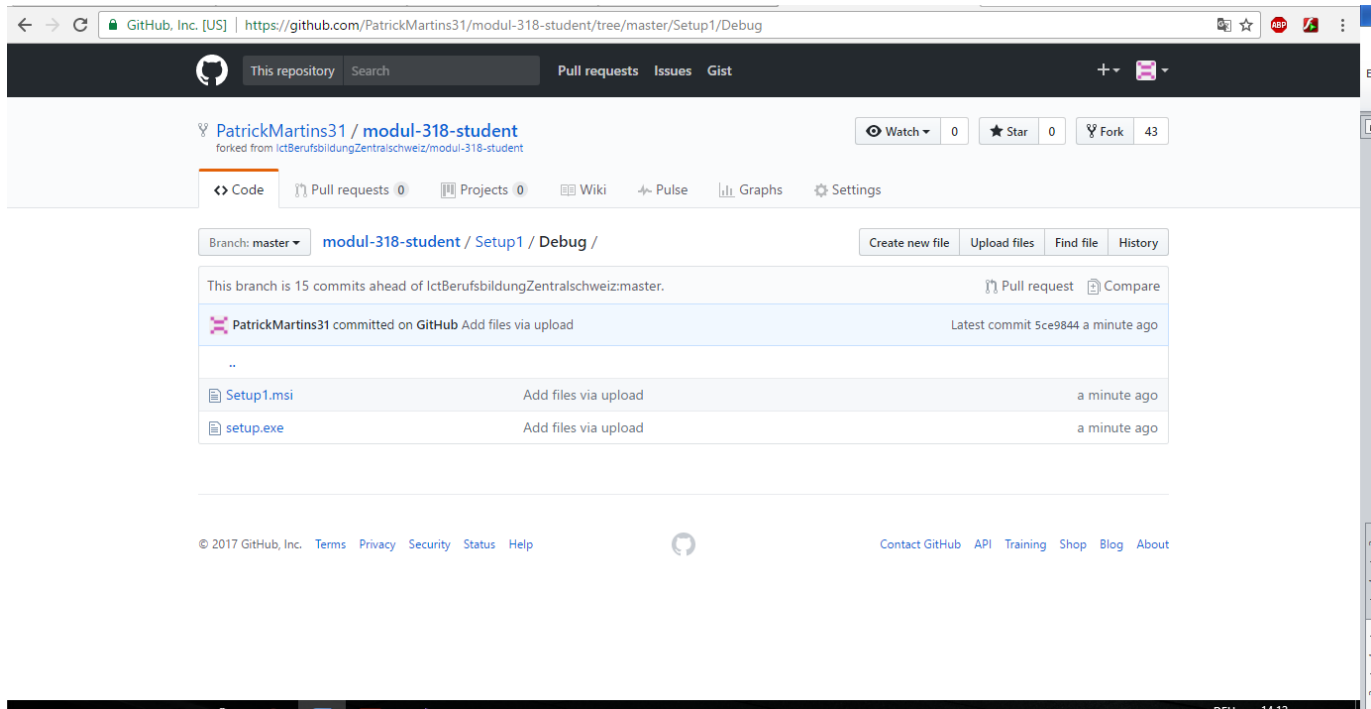 GitHub, Inc. [US] | https://github.com/PatrickMartins31/modul-318-student/tree/master/Setup1/Debug ABP
This repository Search Pull requests Issues Gist
PatrickMartins31 / modul-318-student Watch 0 Star 0 Fork 43
forked from IctBerufsbildungZentralschweiz/modul-318-student
<> Code Pull requests 0 Projects 0 Wiki Pulse Graphs Settings
Branch: master modul-318-student / Setup1 / Debug / Create new file Upload files Find file History
This branch is 15 commits ahead of IctBerufsbildungZentralschweiz:master. Pull request Compare
PatrickMartins31 committed on GitHub Add files via upload Latest commit 5ce9844 a minute ago
..
Setup1.msi Add files via upload a minute ago
setup.exe Add files via upload a minute ago
© 2017 GitHub, Inc. Terms Privacy Security Status Help Contact GitHub API Training Shop Blog About